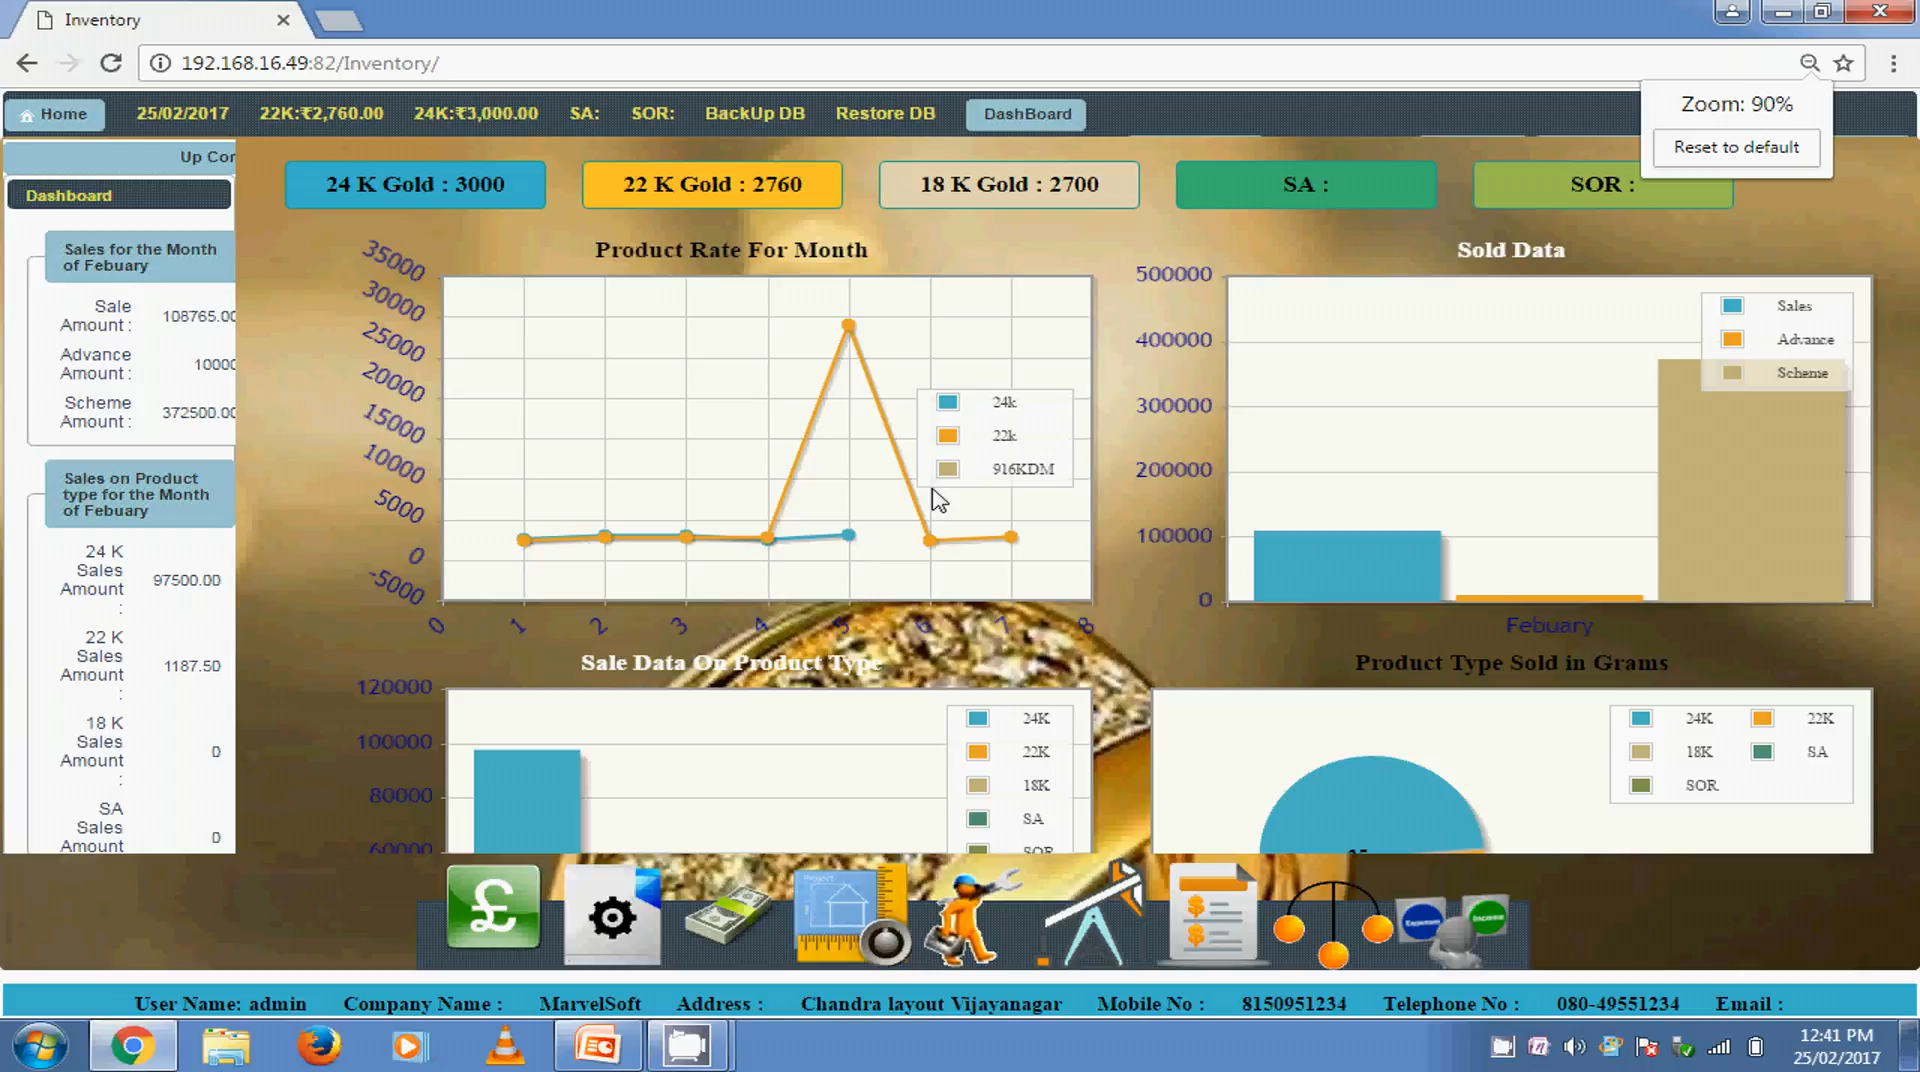 Inventory
192.168.16.49:82/Inventory/
Zoom: 90%
Reset to default
Home 25/02/2017 22K:₹2,760.00 24K:₹3,000.00 SA: SOR: BackUp DB Restore DB DashBoard
Up Cor
Dashboard
Sales for the Month
of Febuary
Sale
Amount : 108765.00
Advance
Amount : 10000
Scheme
Amount : 372500.00
Sales on Product
type for the Month
of Febuary
24 K
Sales
Amount
: 97500.00
22 K
Sales
Amount
: 1187.50
18 K
Sales
Amount
: 0
SA
Sales
Amount 0
24 K Gold : 3000
22 K Gold : 2760
18 K Gold : 2700
SA :
SOR :
Product Rate For Month
35000
30000
25000
20000
15000
10000
5000
0
-5000
0 1 2 3 4 5 6 7 8
24k
22k
916KDM
Sold Data
500000
400000
300000
200000
100000
0
Febuary
Sales
Advance
Scheme
Sale Data On Product Type
120000
100000
80000
60000
24K
22K
18K
SA
SOR
Product Type Sold in Grams
24K 22K
18K SA
SOR
Project
Expenses
Income
User Name: admin Company Name : MarvelSoft Address : Chandra layout Vijayanagar Mobile No : 8150951234 Telephone No : 080-49551234 Email :
12:41 PM
25/02/2017